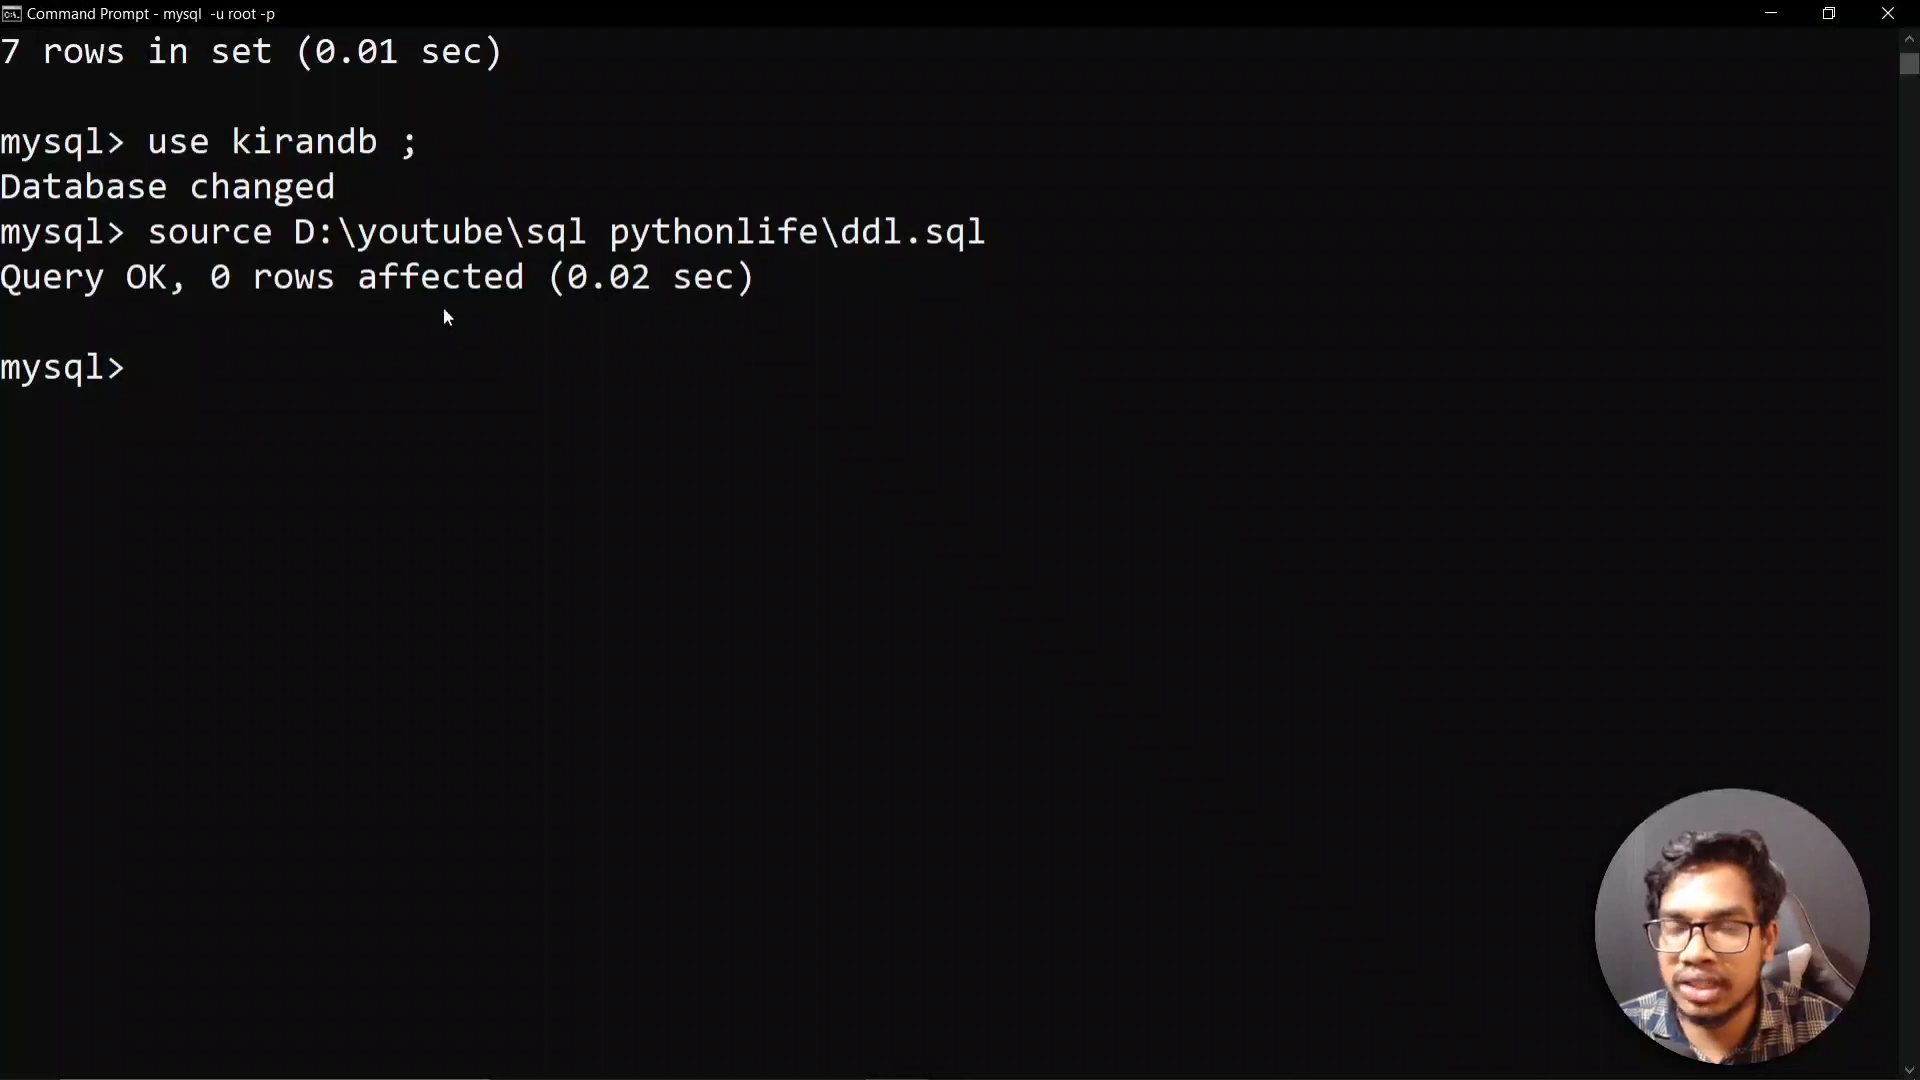 Command Prompt - mysql  -u root -p
7 rows in set (0.01 sec)
mysql> use kirandb ;
Database changed
mysql> source D:\youtube\sql pythonlife\ddl.sql
Query OK, 0 rows affected (0.02 sec)
mysql>